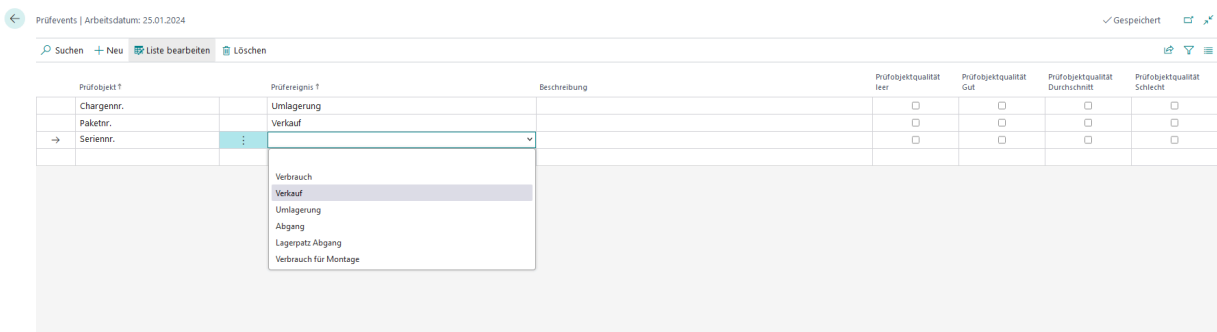 Prüfevents | Arbeitsdatum: 25.01.2024
Gespeichert
Suchen Neu Liste bearbeiten Löschen
Prüfobjekt↑ Prüfereignis ↑ Beschreibung Prüfobjektqualität leer Prüfobjektqualität Gut Prüfobjektqualität Durchschnitt Prüfobjektqualität Schlecht
Chargennr. Umlagerung
Paketnr. Verkauf
Seriennr.
Verbrauch
Verkauf
Umlagerung
Abgang
Lagerpatz Abgang
Verbrauch für Montage